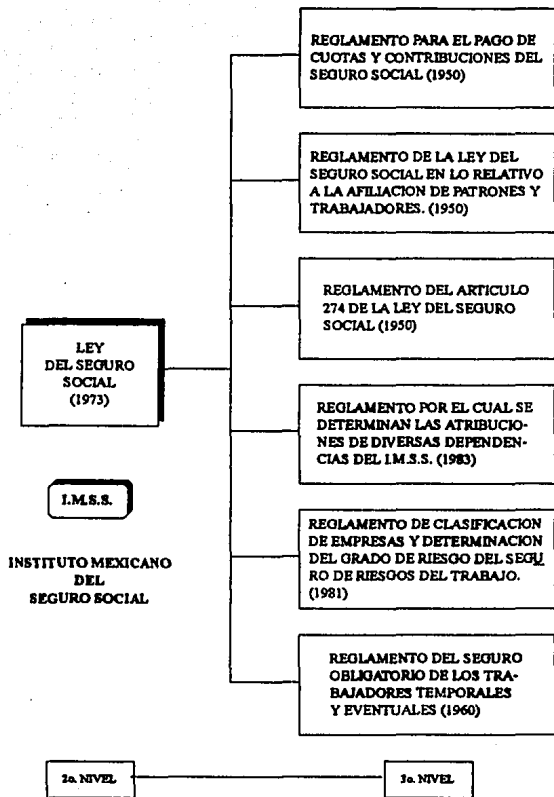 REGLAMENTO PARA EL PAGO DE
CUOTAS Y CONTRIBUCIONES DEL
SEGURO SOCIAL (1950)
REGLAMENTO DE LA LEY DEL
SEGURO SOCIAL EN LO RELATIVO
A LA AFILIACION DE PATRONES Y
TRABAJADORES. (1950)
REGLAMENTO DEL ARTICULO
274 DE LA LEY DEL SEGURO
SOCIAL (1950)
LEY
DEL SEGURO
SOCIAL
(1973)
REGLAMENTO POR EL CUAL SE
DETERMINAN LAS ATRIBUCIO-
NES DE DIVERSAS DEPENDEN-
CIAS DEL I.M.S.S. (1983)
I.M.S.S.
INSTITUTO MEXICANO
DEL
SEGURO SOCIAL
REGLAMENTO DE CLASIFICACION
DE EMPRESAS Y DETERMINACION
DEL GRADO DE RIESGO DEL SEGU
RO DE RIESGOS DEL TRABAJO.
(1981)
REGLAMENTO DEL SEGURO
OBLIGATORIO DE LOS TRA-
BAJADORES TEMPORALES
Y EVENTUALES (1960)
2o. NIVEL
3o. NIVEL